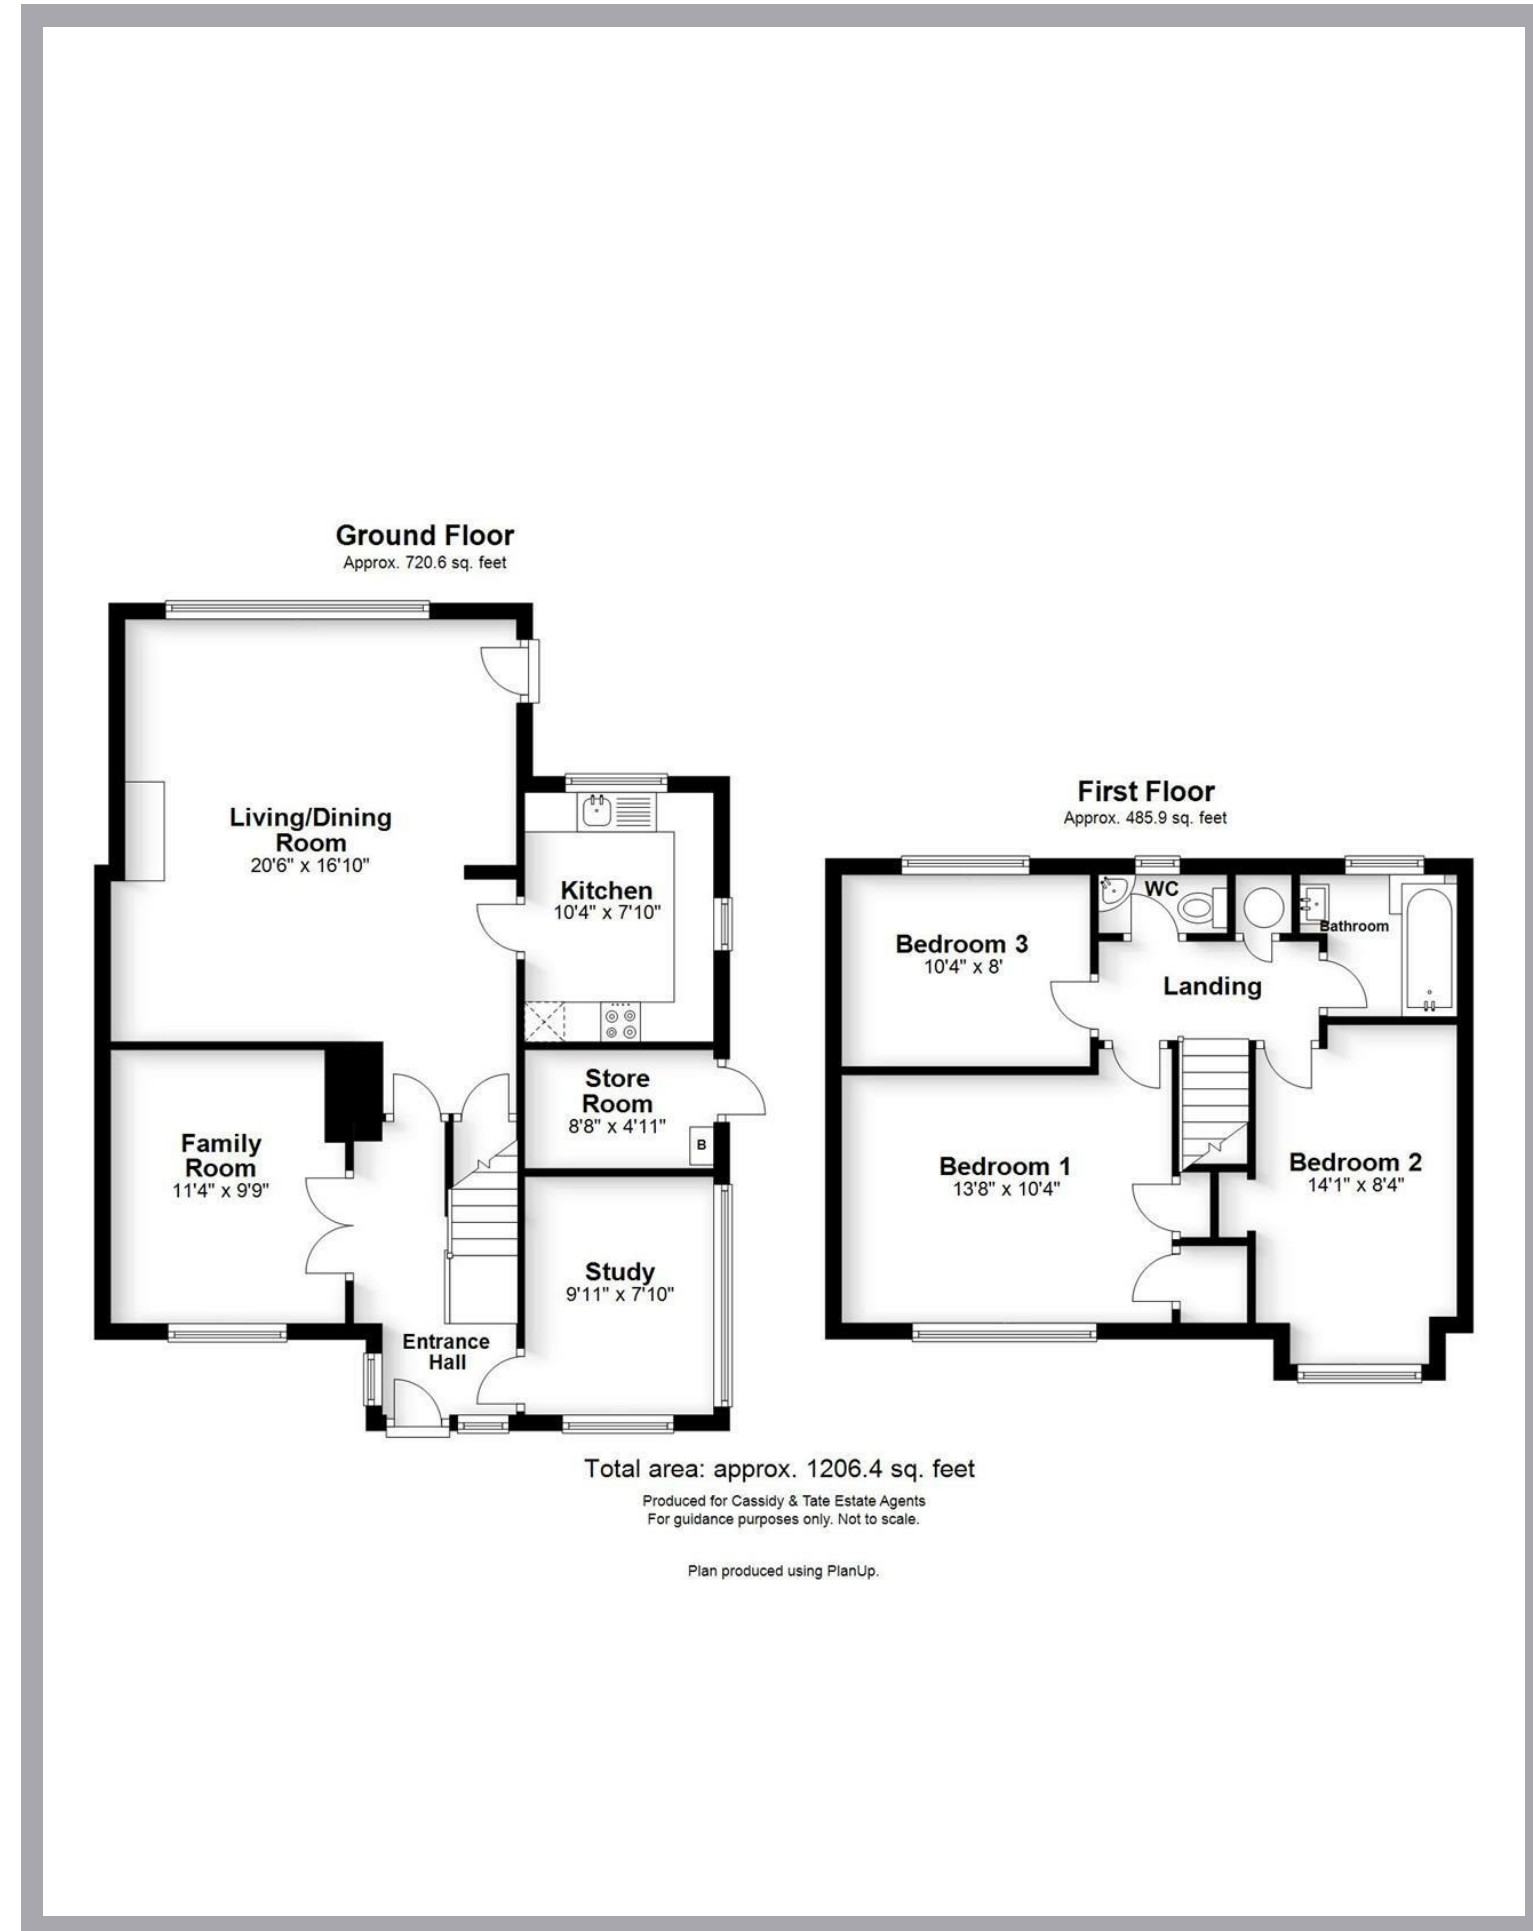 Ground Floor
Approx. 720.6 sq. feet
Living/Dining
Room
20'6" x 16'10"
Kitchen
10'4" x 7'10"
Store
Room
8'8" x 4'11"
B
Family
Room
11'4" x 9'9"
Study
9'11" x 7'10"
Entrance
Hall
First Floor
Approx. 485.9 sq. feet
WC
Bathroom
Bedroom 3
10'4" x 8'
Landing
Bedroom 1
13'8" x 10'4"
Bedroom 2
14'1" x 8'4"
Total area: approx. 1206.4 sq. feet
Produced for Cassidy & Tate Estate Agents
For guidance purposes only. Not to scale.
Plan produced using PlanUp.